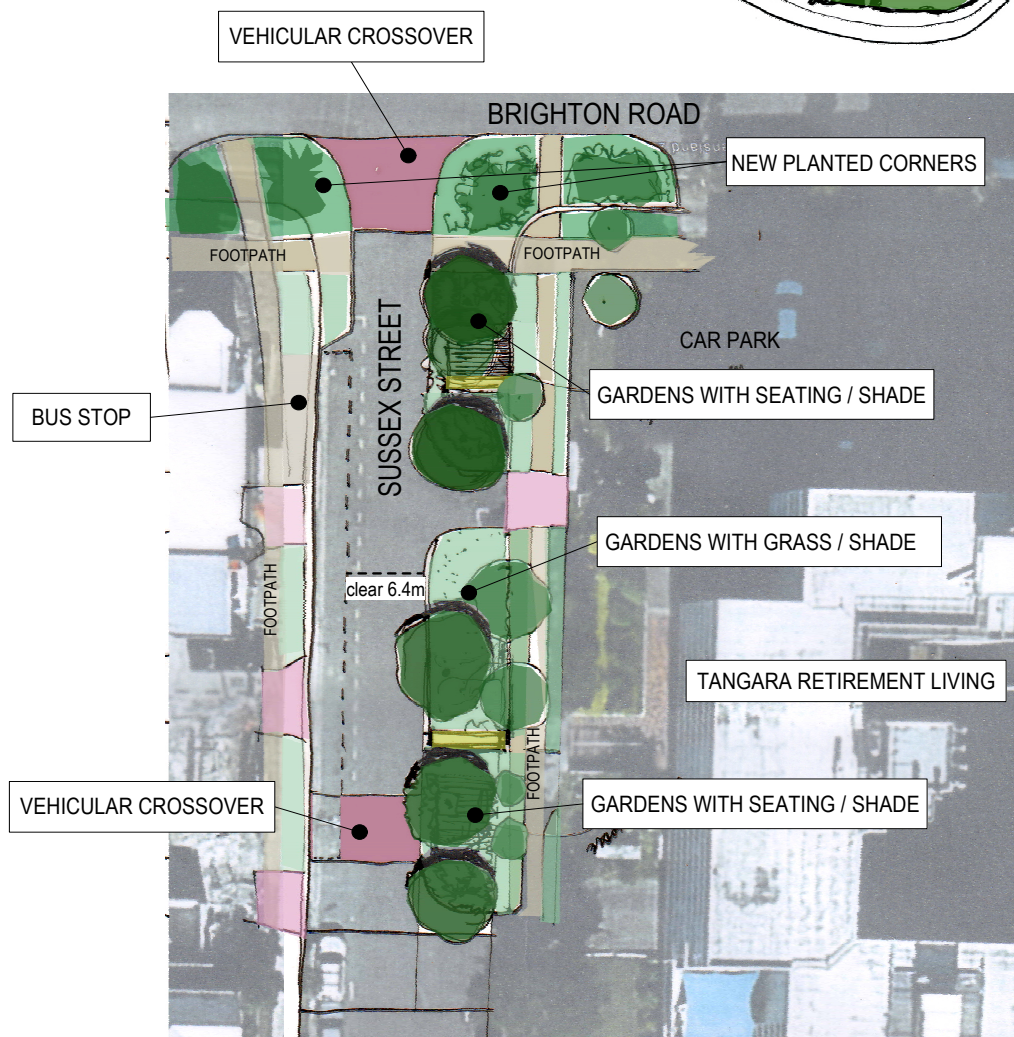 VEHICULAR CROSSOVER
BRIGHTON ROAD
NEW PLANTED CORNERS
FOOTPATH
FOOTPATH
SUSSEX STREET
CAR PARK
GARDENS WITH SEATING / SHADE
BUS STOP
GARDENS WITH GRASS / SHADE
clear 6.4m
FOOTPATH
TANGARA RETIREMENT LIVING
FOOTPATH
VEHICULAR CROSSOVER
GARDENS WITH SEATING / SHADE